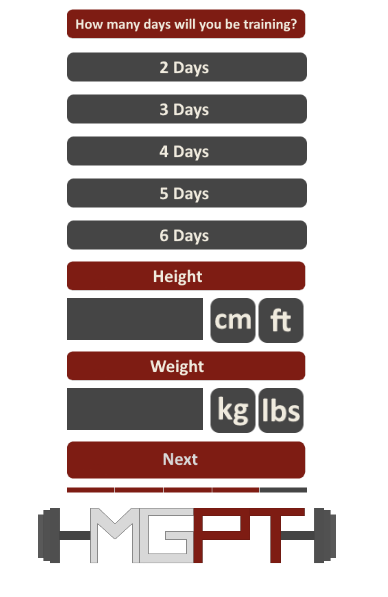 How many days will you be training?
2 Days
3 Days
4 Days
5 Days
6 Days
Height
cm ft
Weight
kg lbs
Next
MGPT